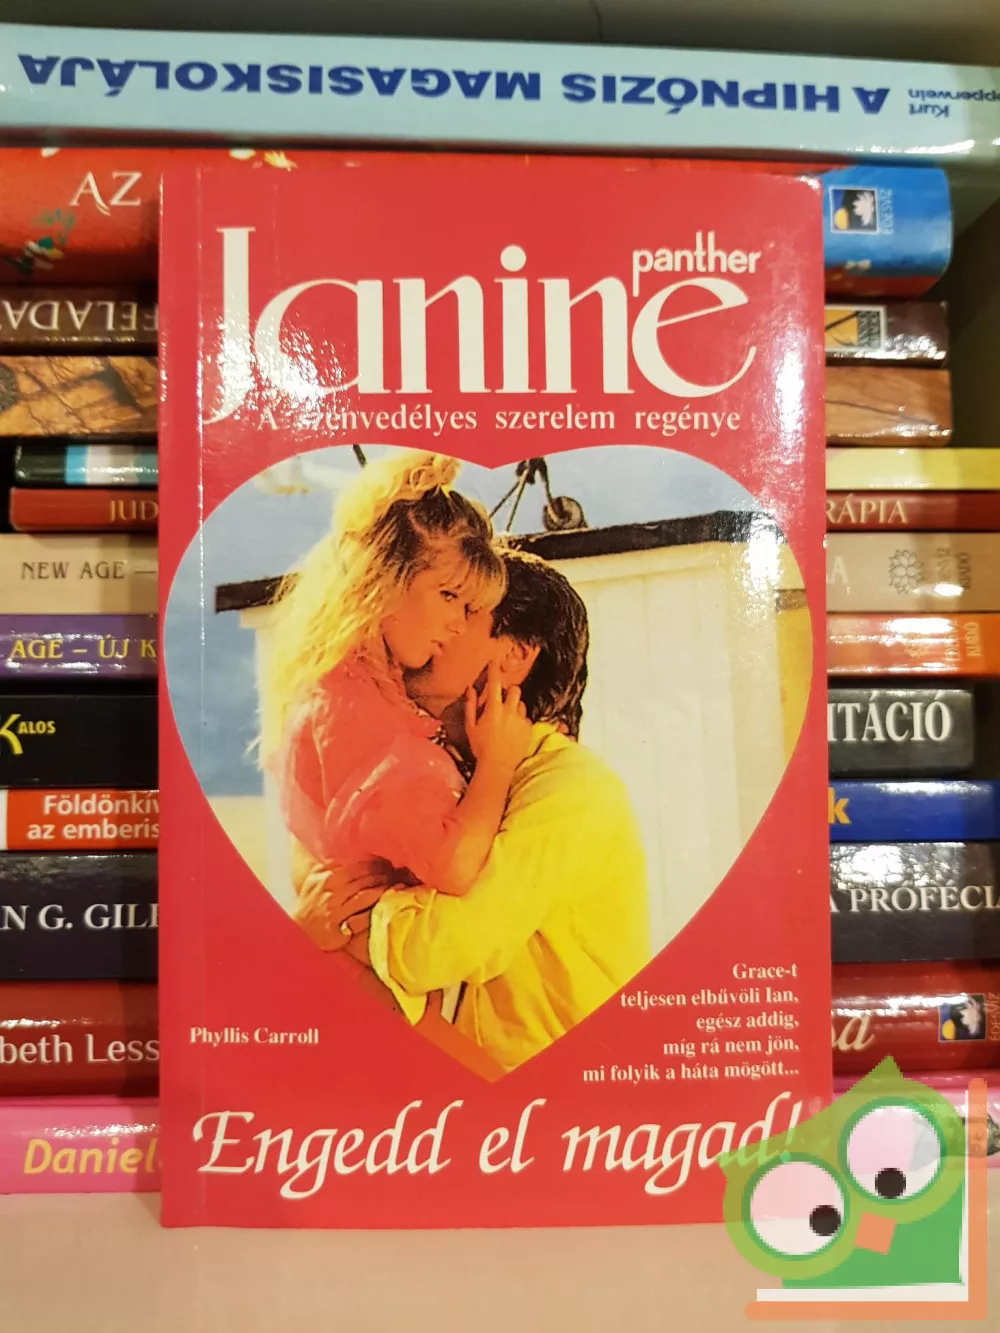 A HIPNÓZIS MAGASISKOLÁJA
Kurt
AZ
ÉDESVÍZ
panther
Janine
A szenvedélyes szerelem regénye
JUD
RÁPIA
NEW AGE –
AGE – ÚJ K
KALOS
ITÁCIÓ
Földönkív
az emberis
k
N G. GIL
A PRÓFÉCI
beth Less
na
Grace-t
teljesen elbűvöli Ian,
egész addig,
míg rá nem jön,
mi folyik a háta mögött...
Phyllis Carroll
Engedd el magad!
Daniel